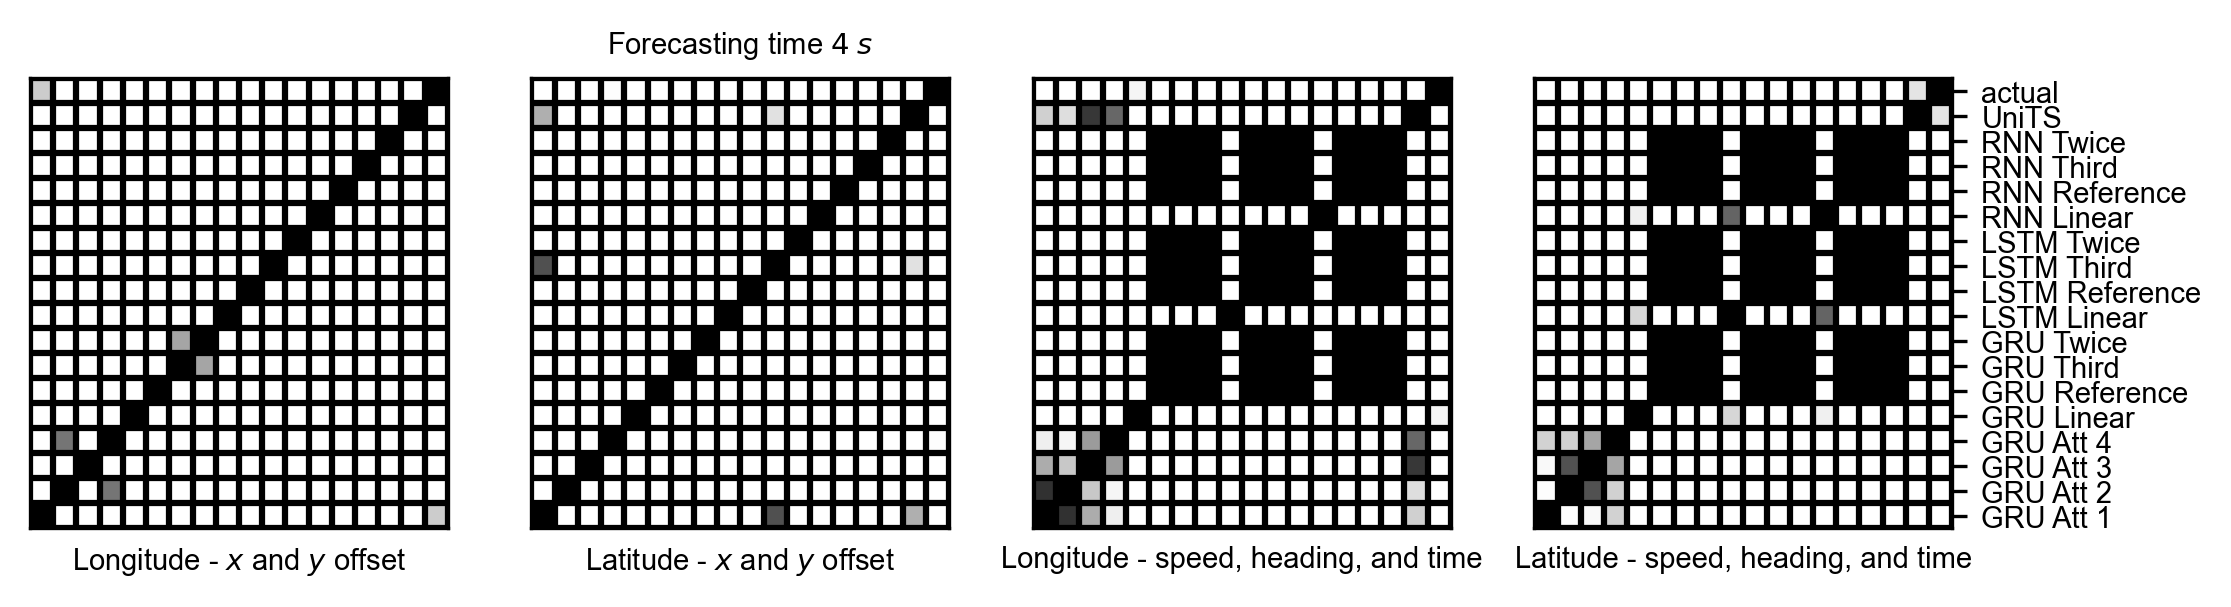 Forecasting time 4 s
actual
UniTS
RNN Twice
RNN Third
RNN Reference
RNN Linear
LSTM Twice
LSTM Third
LSTM Reference
LSTM Linear
GRU Twice
GRU Third
GRU Reference
GRU Linear
GRU Att 4
GRU Att 3
GRU Att 2
GRU Att 1
Longitude - x and y offset
Latitude - x and y offset
Longitude - speed, heading, and time
Latitude - speed, heading, and time